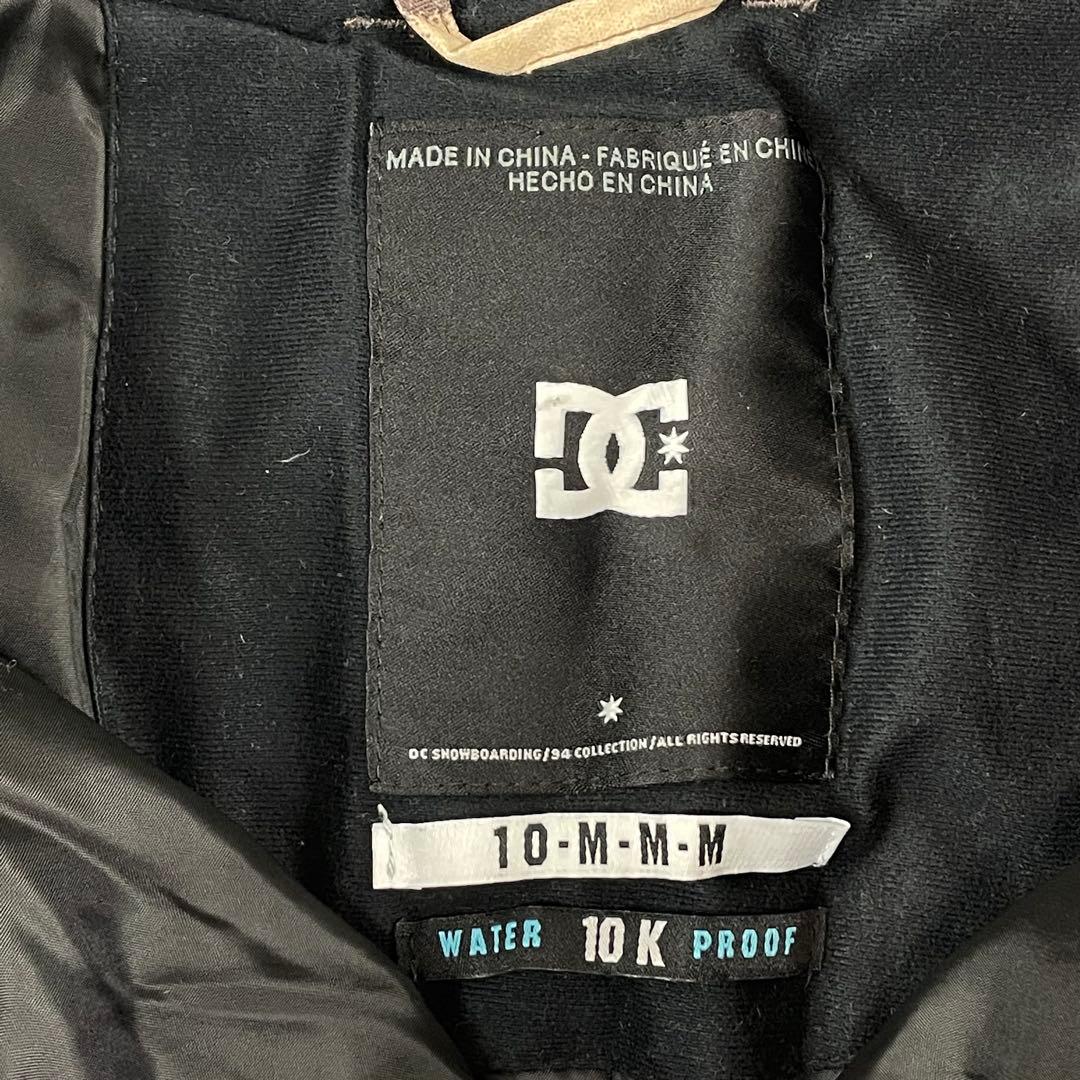 MADE IN CHINA - FABRIQUÉ EN CHINE
HECHO EN CHINA
DC
DC SNOWBOARDING/94 COLLECTION/ALL RIGHTS RESERVED
10-M-M-M
WATER 10K PROOF